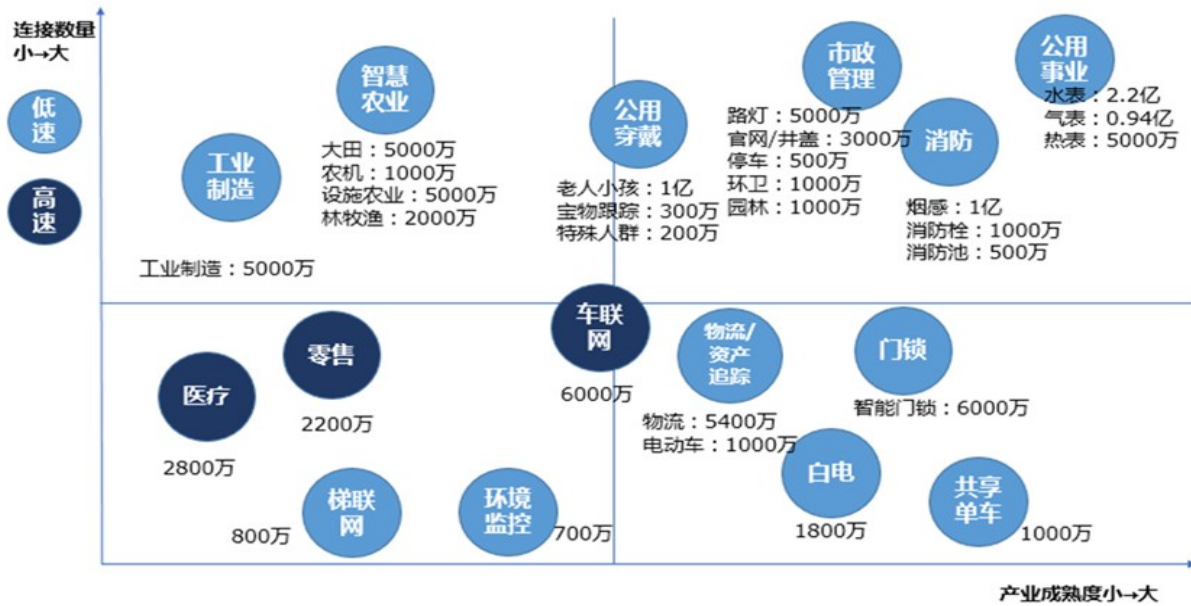 连接数量
小→大
低
速
高
速
工业
制造
工业制造：5000万
智慧
农业
大田：5000万
农机：1000万
设施农业：5000万
林牧渔：2000万
公用
穿戴
老人小孩：1亿
宝物跟踪：300万
特殊人群：200万
市政
管理
路灯：5000万
官网/井盖：3000万
停车：500万
环卫：1000万
园林：1000万
消防
烟感：1亿
消防栓：1000万
消防池：500万
公用
事业
水表：2.2亿
气表：0.94亿
热表：5000万
医疗
2800万
零售
2200万
车联
网
6000万
梯联
网
800万
环境
监控
700万
物流/
资产
追踪
物流：5400万
电动车：1000万
门锁
智能门锁：6000万
白电
1800万
共享
单车
1000万
产业成熟度小→大